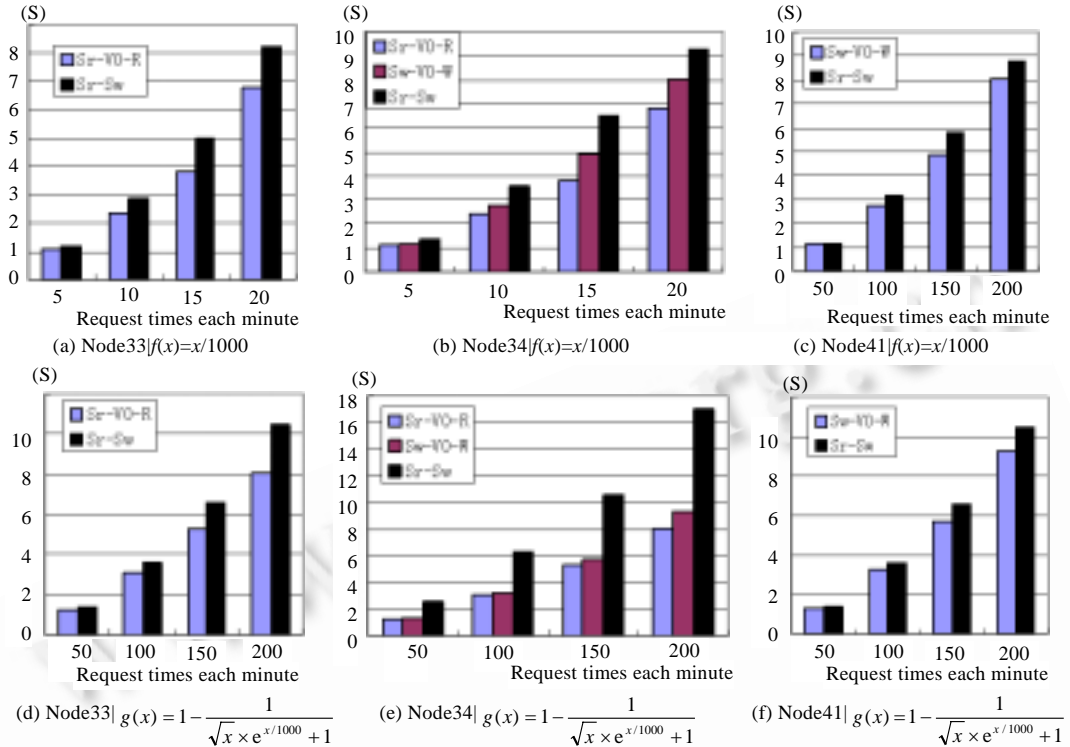 (S)
8
7
6
5
4
3
2
1
0
Sr-VO-R
Sr-Sw
5 10 15 20
Request times each minute
(a) Node33|f(x)=x/1000
(S)
10
9
8
7
6
5
4
3
2
1
0
Sr-VO-R
Sw-VO-W
Sr-Sw
5 10 15 20
Request times each minute
(b) Node34|f(x)=x/1000
(S)
10
9
8
7
6
5
4
3
2
1
0
Sw-VO-W
Sr-Sw
50 100 150 200
Request times each minute
(c) Node41|f(x)=x/1000
(S)
10
8
6
4
2
0
Sr-VO-R
Sr-Sw
50 100 150 200
Request times each minute
(d) Node33| g(x) = 1 − 1 / (√x × e^{x/1000} + 1)
(S)
18
16
14
12
10
8
6
4
2
0
Sr-VO-R
Sw-VO-W
Sr-Sw
50 100 150 200
Request times each minute
(e) Node34| g(x) = 1 − 1 / (√x × e^{x/1000} + 1)
(S)
10
8
6
4
2
0
Sw-VO-W
Sr-Sw
50 100 150 200
Request times each minute
(f) Node41| g(x) = 1 − 1 / (√x × e^{x/1000} + 1)